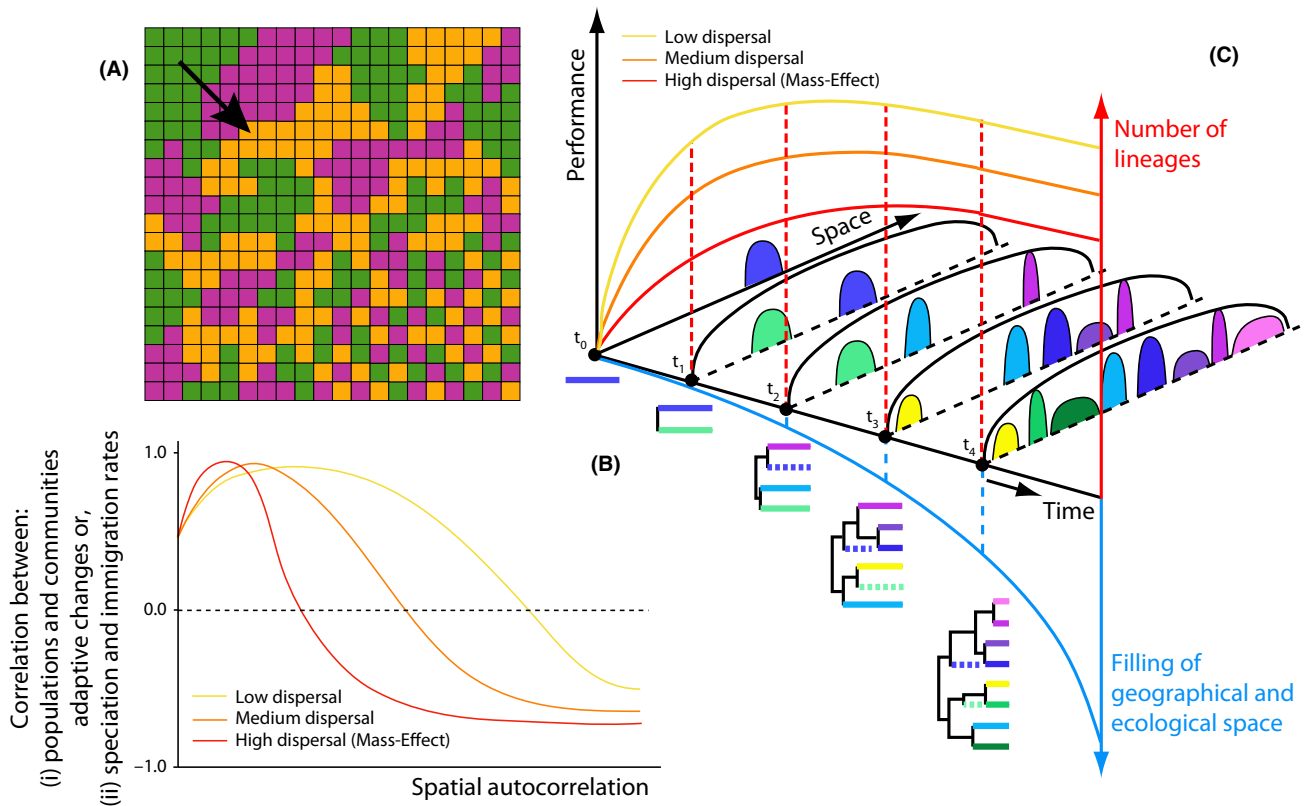 (A)
Performance
Low dispersal
Medium dispersal
High dispersal (Mass-Effect)
(C)
Number of
lineages
Space
t0
t1
t2
t3
t4
Time
Filling of
geographical and
ecological space
(B)
Correlation between:
(i) populations and communities
adaptive changes or,
(ii) speciation and immigration rates
1.0
0.0
−1.0
Low dispersal
Medium dispersal
High dispersal (Mass-Effect)
Spatial autocorrelation